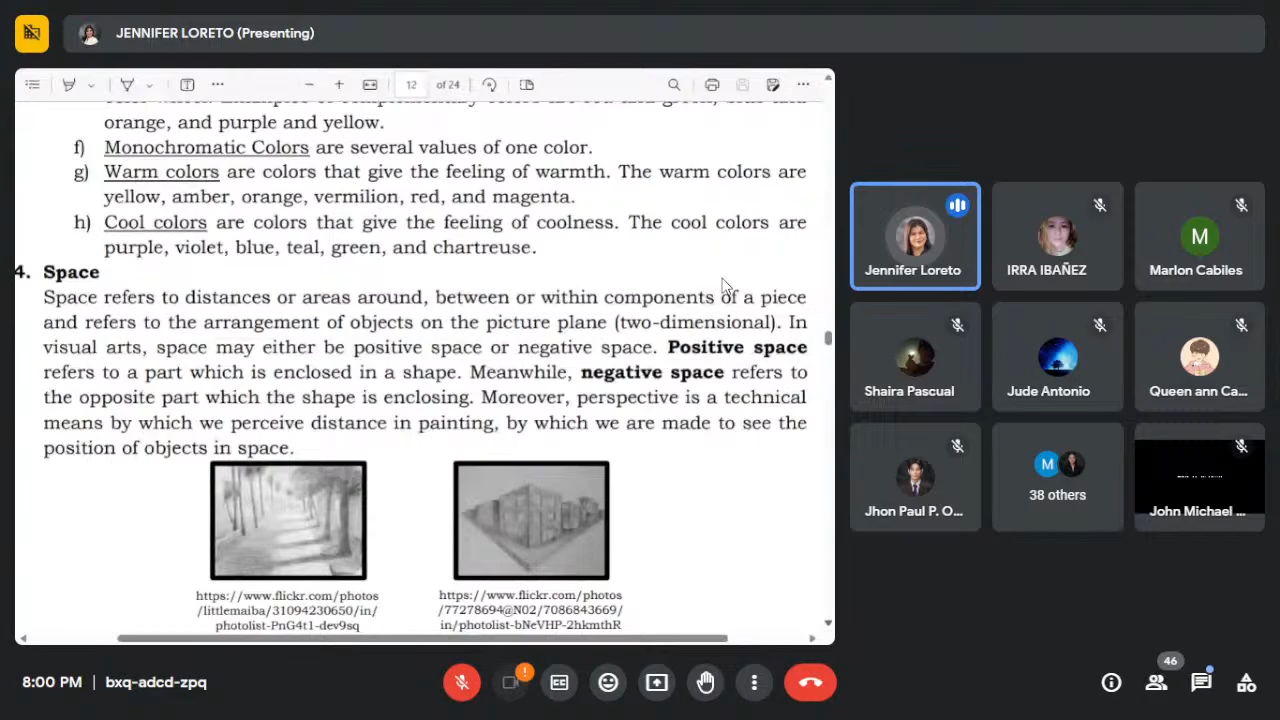 JENNIFER LORETO (Presenting)
12 of 24
orange, and purple and yellow.
f) Monochromatic Colors are several values of one color.
g) Warm colors are colors that give the feeling of warmth. The warm colors are
yellow, amber, orange, vermilion, red, and magenta.
h) Cool colors are colors that give the feeling of coolness. The cool colors are
purple, violet, blue, teal, green, and chartreuse.
4. Space
Space refers to distances or areas around, between or within components of a piece
and refers to the arrangement of objects on the picture plane (two-dimensional). In
visual arts, space may either be positive space or negative space. Positive space
refers to a part which is enclosed in a shape. Meanwhile, negative space refers to
the opposite part which the shape is enclosing. Moreover, perspective is a technical
means by which we perceive distance in painting, by which we are made to see the
position of objects in space.
https://www.flickr.com/photos
/littlemaiba/31094230650/in/
photolist-PnG4t1-dev9sq
https://www.flickr.com/photos
/77278694@N02/7086843669/
in/photolist-bNeVHP-2hkmthR
Jennifer Loreto
IRRA IBAÑEZ
M
Marlon Cabiles
Shaira Pascual
Jude Antonio
Queen ann Ca...
Jhon Paul P. O...
M
38 others
John Michael ...
8:00 PM | bxq-adcd-zpq
46